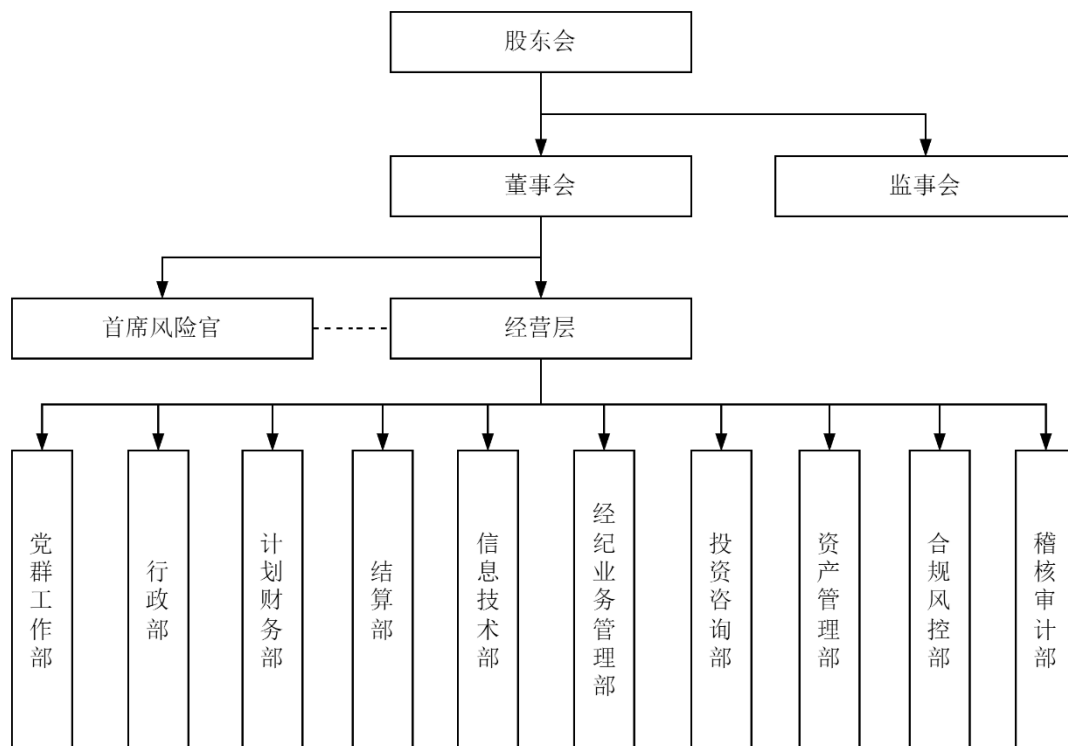 股东会
董事会
监事会
首席风险官
经营层
党群工作部
行政部
计划财务部
结算部
信息技术部
经纪业务管理部
投资咨询部
资产管理部
合规风控部
稽核审计部